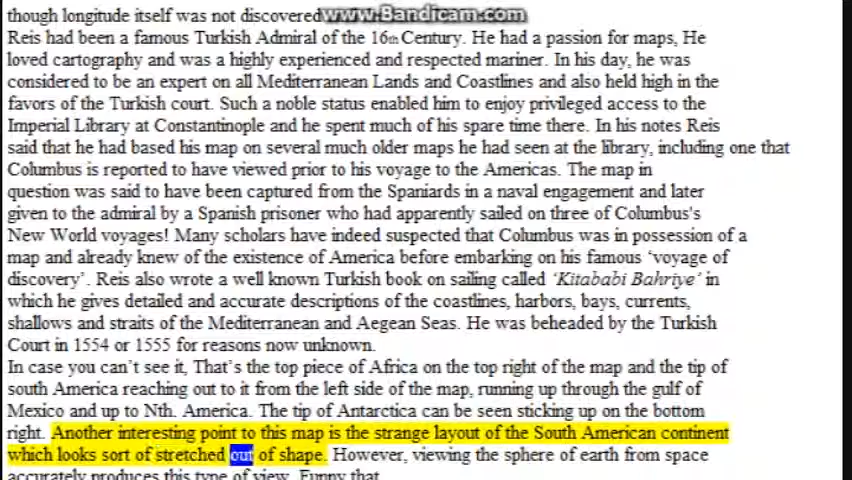 though longitude itself was not discovered
www.Bandicam.com
Reis had been a famous Turkish Admiral of the 16th Century. He had a passion for maps, He
loved cartography and was a highly experienced and respected mariner. In his day, he was
considered to be an expert on all Mediterranean Lands and Coastlines and also held high in the
favors of the Turkish court. Such a noble status enabled him to enjoy privileged access to the
Imperial Library at Constantinople and he spent much of his spare time there. In his notes Reis
said that he had based his map on several much older maps he had seen at the library, including one that
Columbus is reported to have viewed prior to his voyage to the Americas. The map in
question was said to have been captured from the Spaniards in a naval engagement and later
given to the admiral by a Spanish prisoner who had apparently sailed on three of Columbus's
New World voyages! Many scholars have indeed suspected that Columbus was in possession of a
map and already knew of the existence of America before embarking on his famous ‘voyage of
discovery’. Reis also wrote a well known Turkish book on sailing called ‘Kitababi Bahriye’ in
which he gives detailed and accurate descriptions of the coastlines, harbors, bays, currents,
shallows and straits of the Mediterranean and Aegean Seas. He was beheaded by the Turkish
Court in 1554 or 1555 for reasons now unknown.
In case you can’t see it, That’s the top piece of Africa on the top right of the map and the tip of
south America reaching out to it from the left side of the map, running up through the gulf of
Mexico and up to Nth. America. The tip of Antarctica can be seen sticking up on the bottom
right. Another interesting point to this map is the strange layout of the South American continent
which looks sort of stretched out of shape. However, viewing the sphere of earth from space
accurately produces this type of view. Funny that